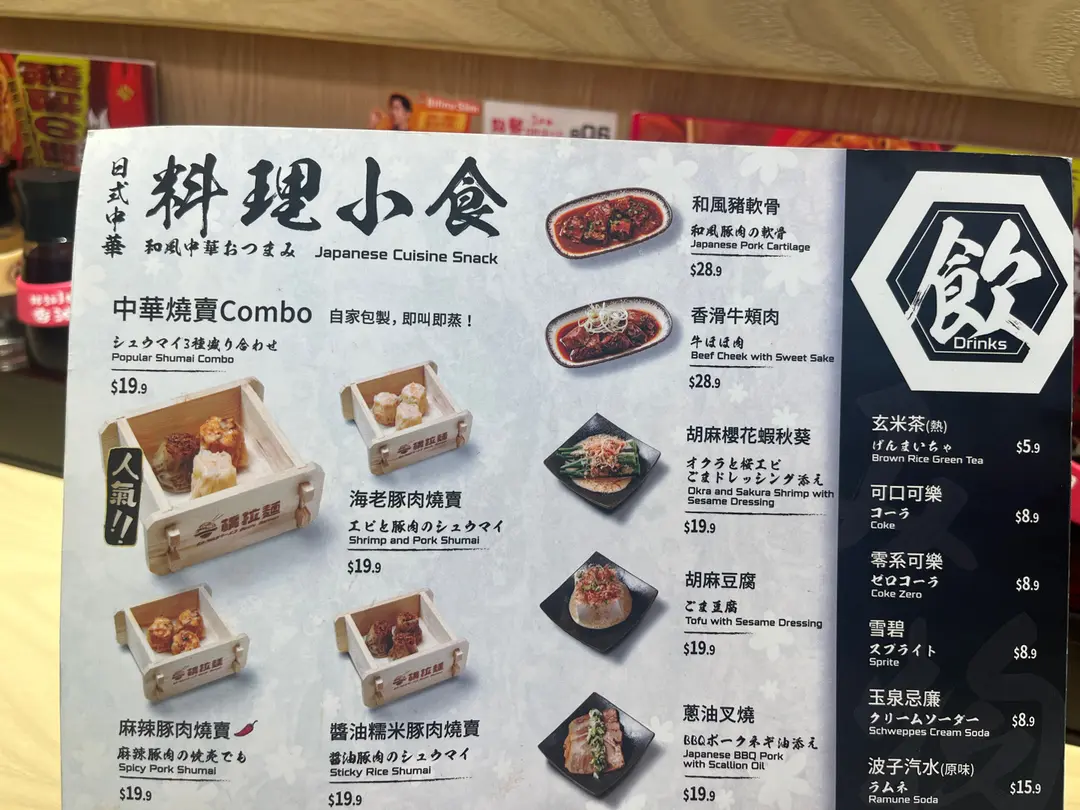 日式中華
料理小食
和風中華おつまみ Japanese Cuisine Snack
中華燒賣Combo 自家包製，即叫即蒸！
シュウマイ3種盛り合わせ
Popular Shumai Combo
$19.9
人氣!!
海老豚肉燒賣
エビと豚肉のシュウマイ
Shrimp and Pork Shumai
$19.9
麻辣豚肉燒賣
麻辣豚肉の焼売でも
Spicy Pork Shumai
$19.9
醬油糯米豚肉燒賣
醤油豚肉のシュウマイ
Sticky Rice Shumai
$19.9
和風豬軟骨
和風豚肉の軟骨
Japanese Pork Cartilage
$28.9
香滑牛頰肉
牛ほほ肉
Beef Cheek with Sweet Sake
$28.9
胡麻櫻花蝦秋葵
オクラと桜エビ
ごまドレッシング添え
Okra and Sakura Shrimp with
Sesame Dressing
$19.9
胡麻豆腐
ごま豆腐
Tofu with Sesame Dressing
$19.9
蔥油叉燒
BBQポークネギ油添え
Japanese BBQ Pork
with Scallion Oil
$19.9
飲
Drinks
玄米茶(熱)
げんまいちゃ
Brown Rice Green Tea
$5.9
可口可樂
コーラ
Coke
$8.9
零系可樂
ゼロコーラ
Coke Zero
$8.9
雪碧
スプライト
Sprite
$8.9
玉泉忌廉
クリームソーダー
Schweppes Cream Soda
$8.9
波子汽水(原味)
ラムネ
Ramune Soda
$15.9